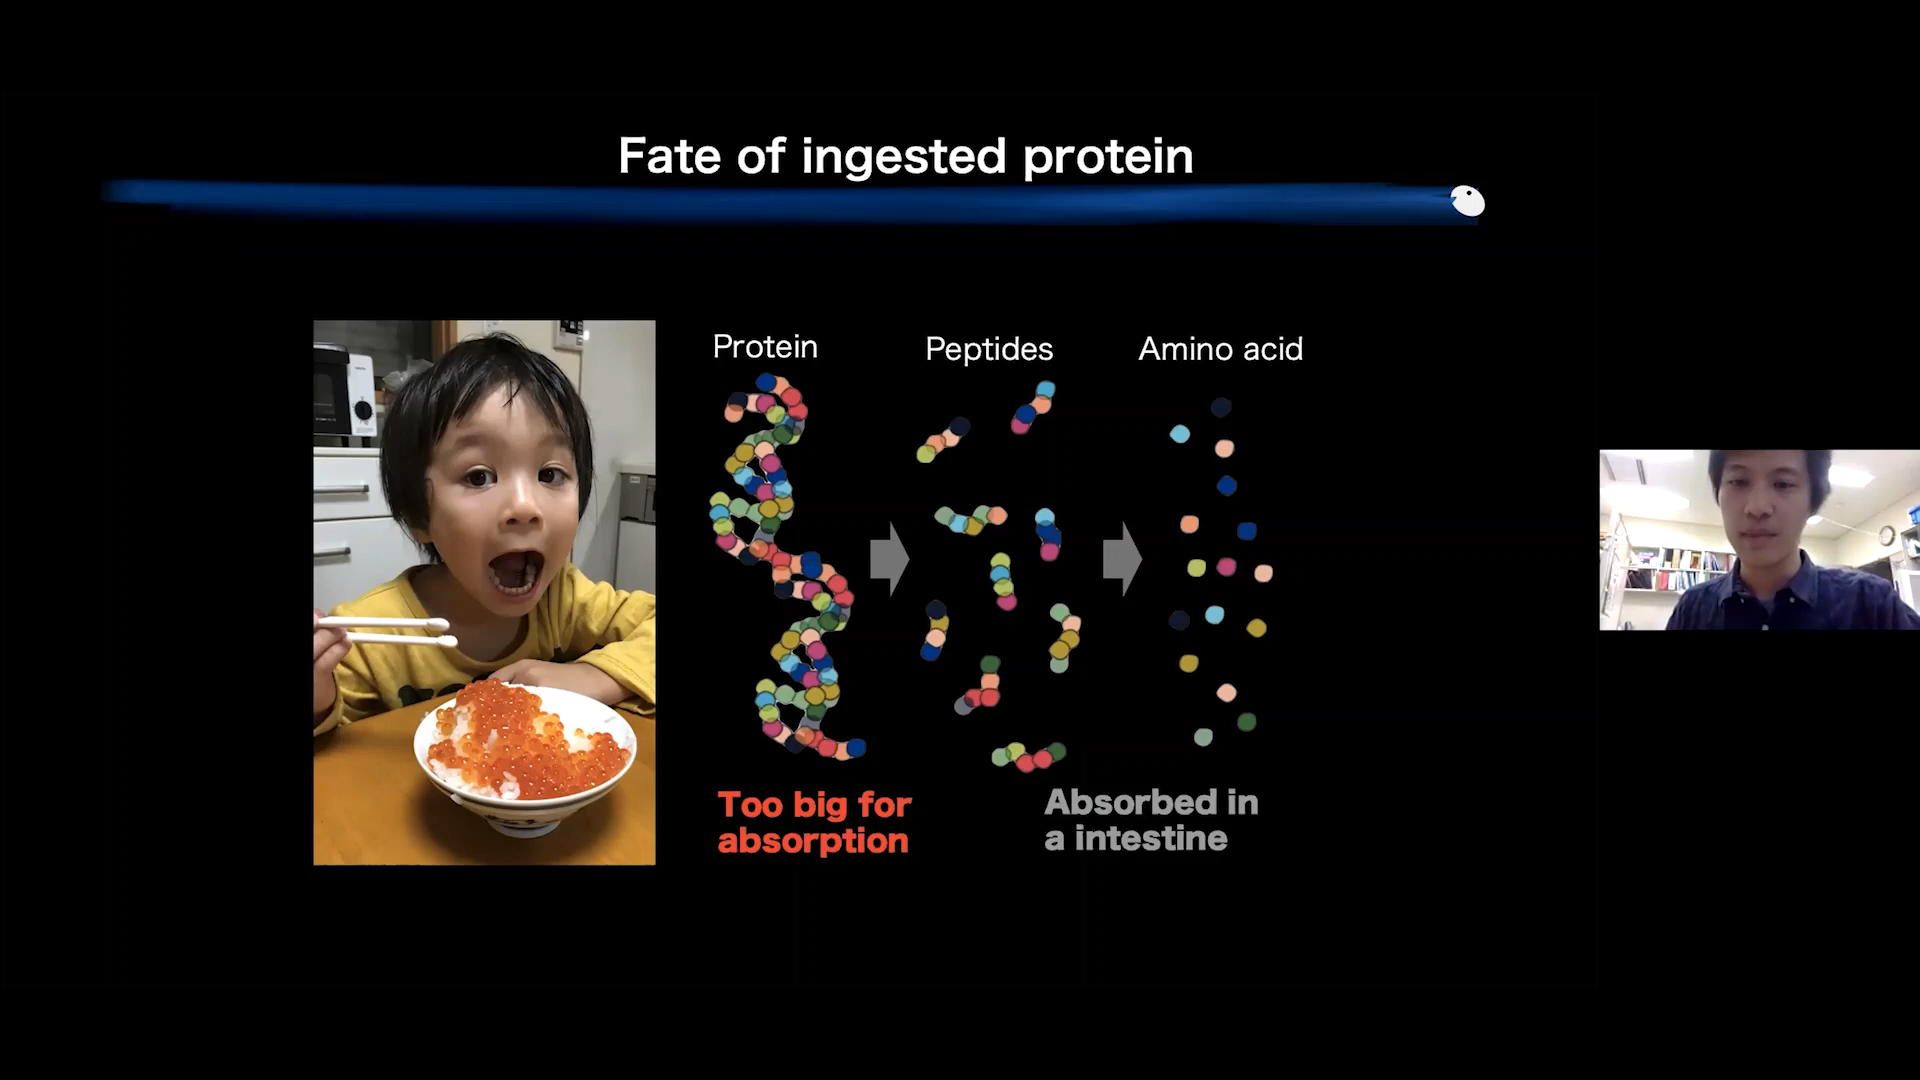 Fate of ingested protein
Protein
Peptides
Amino acid
Too big for
absorption
Absorbed in
a intestine